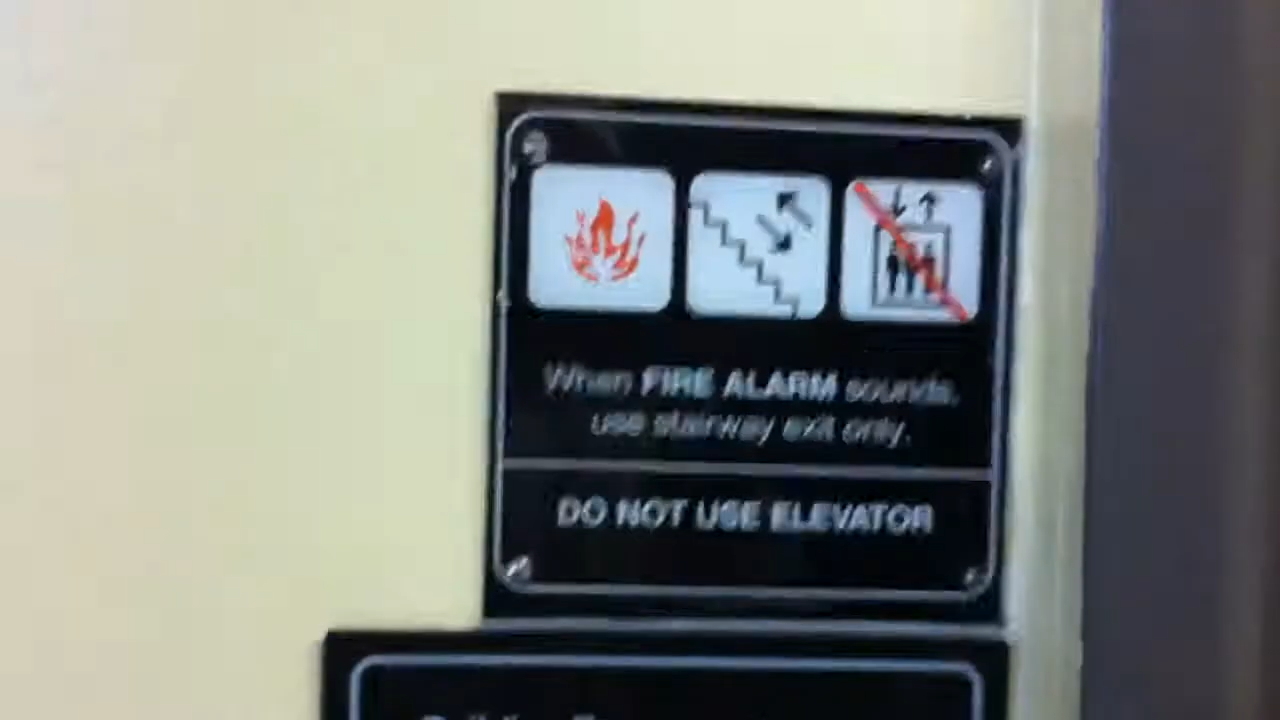 When FIRE ALARM sounds,
use stairway exit only.
DO NOT USE ELEVATOR